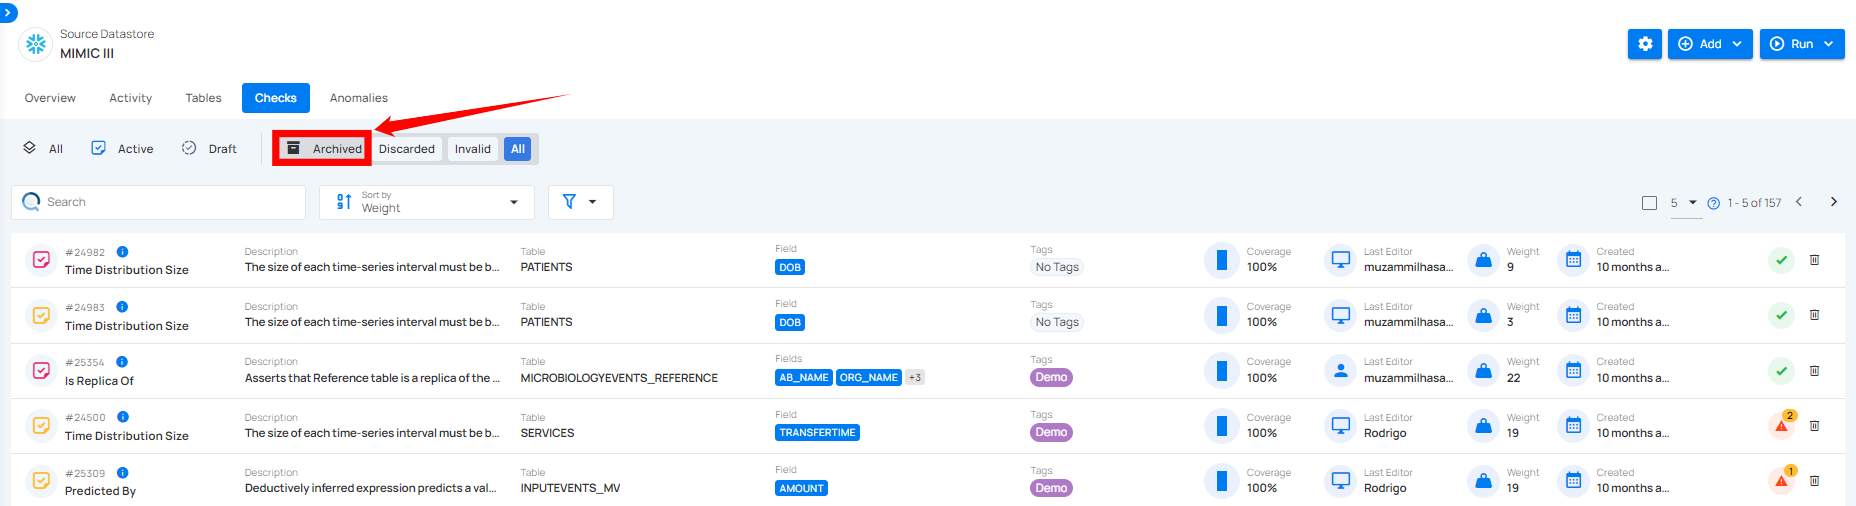 Source Datastore
MIMIC III
Add
Run
Overview Activity Tables Checks Anomalies
All Active Draft Archived Discarded Invalid All
Search
Sort by
Weight
5 1 - 5 of 157
#24982 Description Table Field Tags Coverage Last Editor Weight Created
Time Distribution Size The size of each time-series interval must be b... PATIENTS DOB No Tags 100% muzammilhasa... 9 10 months a...
#24983 Description Table Field Tags Coverage Last Editor Weight Created
Time Distribution Size The size of each time-series interval must be b... PATIENTS DOB No Tags 100% muzammilhasa... 3 10 months a...
#25354 Description Table Fields Tags Coverage Last Editor Weight Created
Is Replica Of Asserts that Reference table is a replica of the ... MICROBIOLOGYEVENTS_REFERENCE AB_NAME ORG_NAME +3 Demo 100% muzammilhasa... 22 10 months a...
#24500 Description Table Field Tags Coverage Last Editor Weight Created 2
Time Distribution Size The size of each time-series interval must be b... SERVICES TRANSFERTIME Demo 100% Rodrigo 19 10 months a...
#25309 Description Table Field Tags Coverage Last Editor Weight Created 1
Predicted By Deductively inferred expression predicts a val... INPUTEVENTS_MV AMOUNT Demo 100% Rodrigo 19 10 months a...